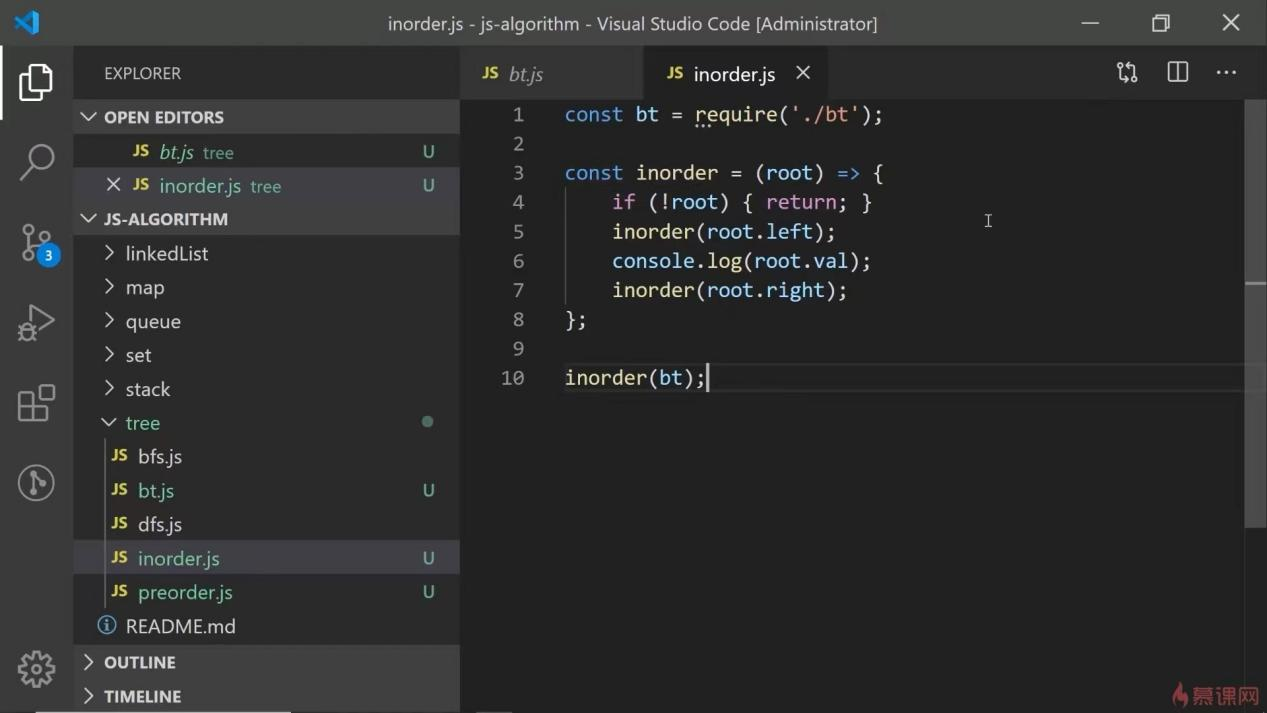 inorder.js - js-algorithm - Visual Studio Code [Administrator]
EXPLORER
OPEN EDITORS
JS bt.js tree U
JS inorder.js tree U
JS-ALGORITHM
linkedList
map
queue
set
stack
tree
JS bfs.js
JS bt.js U
JS dfs.js
JS inorder.js U
JS preorder.js U
README.md
OUTLINE
TIMELINE
3
JS bt.js
JS inorder.js
1 const bt = require('./bt');
2
3 const inorder = (root) => {
4 if (!root) { return; }
5 inorder(root.left);
6 console.log(root.val);
7 inorder(root.right);
8 };
9
10 inorder(bt);
慕课网